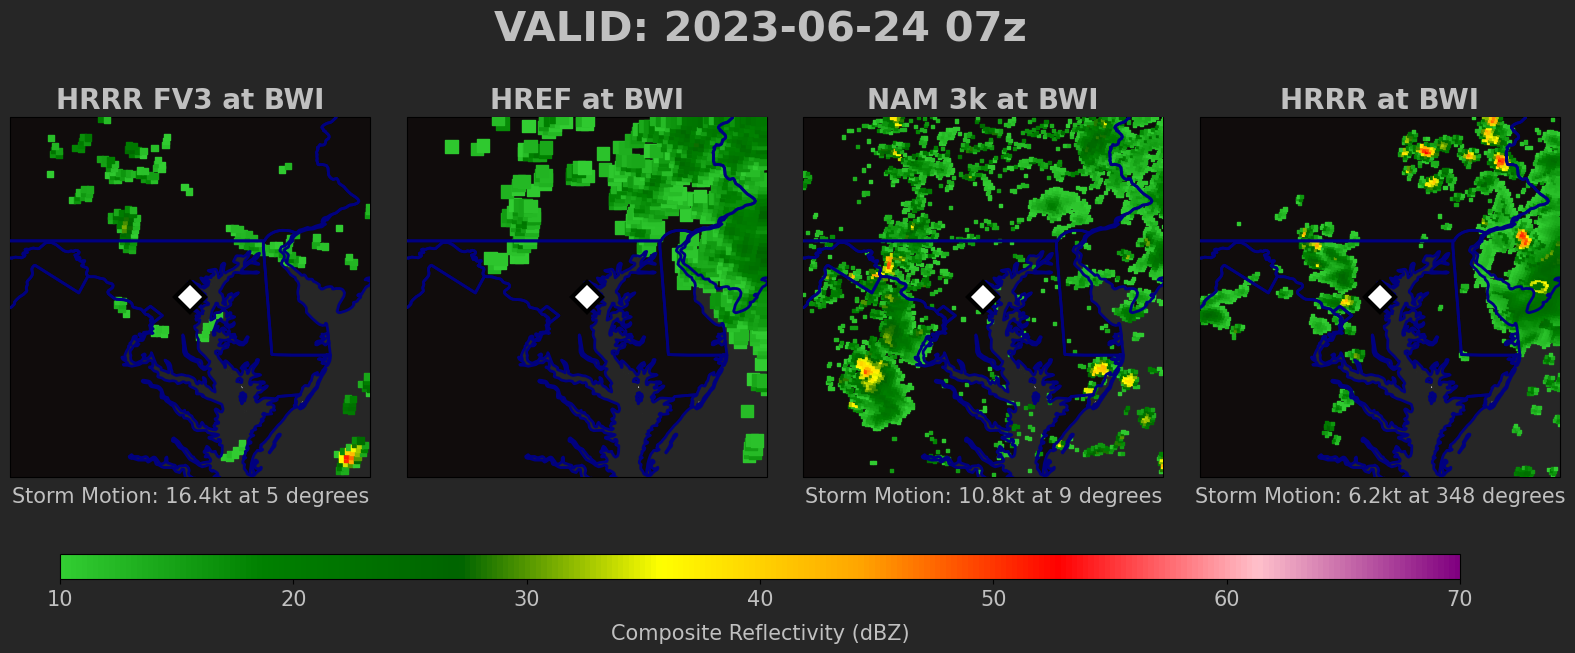 VALID: 2023-06-24 07z
HRRR FV3 at BWI
HREF at BWI
NAM 3k at BWI
HRRR at BWI
Storm Motion: 16.4kt at 5 degrees
Storm Motion: 10.8kt at 9 degrees
Storm Motion: 6.2kt at 348 degrees
10 20 30 40 50 60 70
Composite Reflectivity (dBZ)